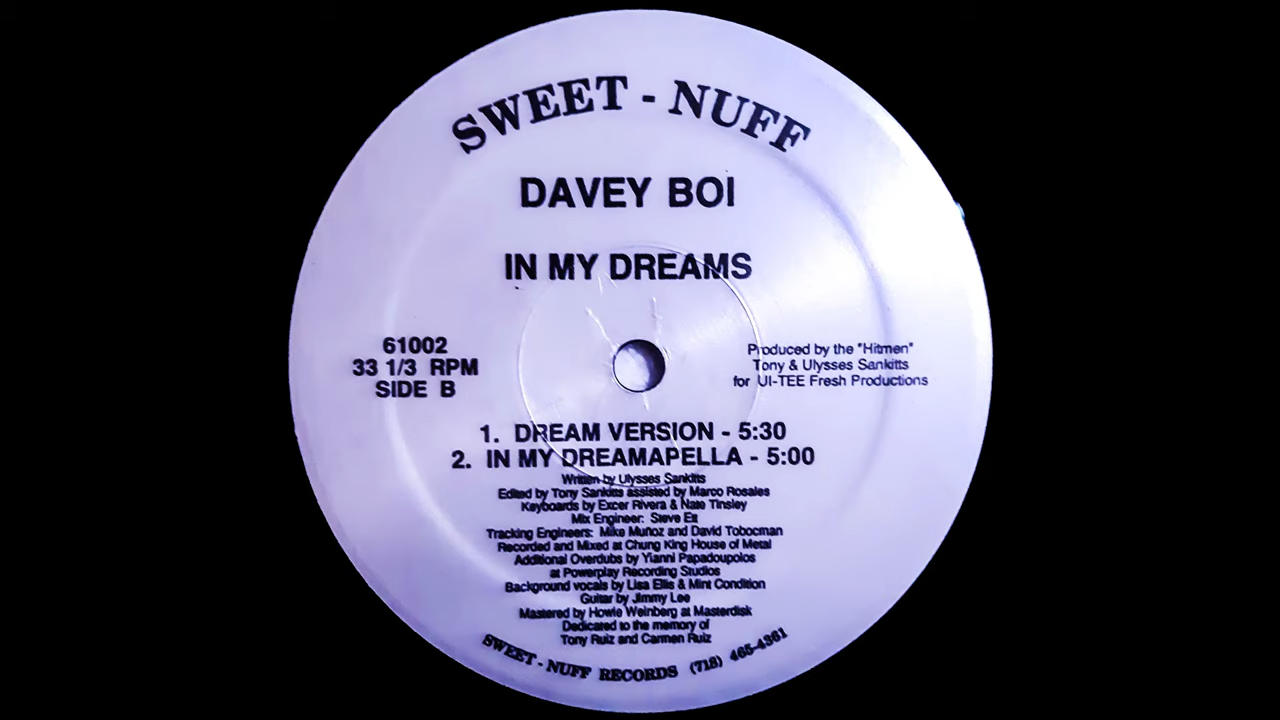 SWEET - NUFF
DAVEY BOI
IN MY DREAMS
61002
33 1/3 RPM
SIDE B
Produced by the "Hitmen"
Tony & Ulysses Sankitts
for UI-TEE Fresh Productions
1. DREAM VERSION - 5:30
2. IN MY DREAMAPELLA - 5:00
Written by Ulysses Sankitts
Edited by Tony Sankitts assisted by Marco Rosales
Keyboards by Excer Rivera & Nate Tinsley
Mix Engineer: Steve Ett
Tracking Engineers: Mike Muñoz and David Tobocman
Recorded and Mixed at Chung King House of Metal
Additional Overdubs by Yianni Papadoupolos
at Powerplay Recording Studios
Background vocals by Lisa Ellis & Mint Condition
Guitar by Jimmy Lee
Mastered by Howie Weinberg at Masterdisk
Dedicated to the memory of
Tony Ruiz and Carmen Ruiz
SWEET - NUFF RECORDS (718) 465-4361